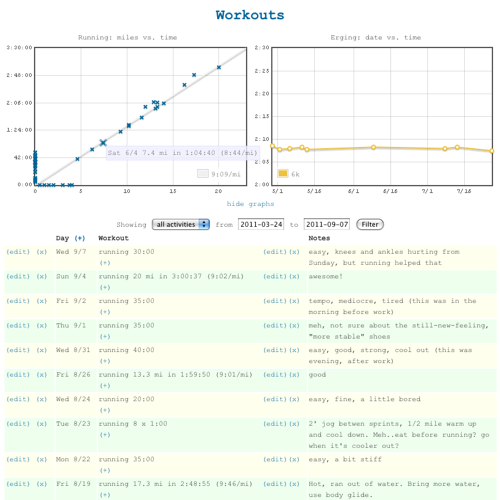 Workouts
Running: miles vs. time
Erging: date vs. time
3:30:00
2:48:00
2:06:00
1:24:00
42:00
0:00
0
5
10
15
20
Sat 6/4 7.4 mi in 1:04:40 (8:44/mi)
9:09/mi
2:30
2:25
2:20
2:15
2:10
2:05
2:00
5/1
5/16
6/1
6/16
7/1
7/16
6k
hide graphs
Showing all activities from 2011-03-24 to 2011-09-07 Filter
Day (+) Workout Notes
(edit) (x) Wed 9/7 running 30:00 (edit)(x) easy, knees and ankles hurting from
(+) Sunday, but running helped that
(edit) (x) Sun 9/4 running 20 mi in 3:00:37 (9:02/mi) (edit)(x) awesome!
(+)
(edit) (x) Fri 9/2 running 35:00 (edit)(x) tempo, mediocre, tired (this was in the
(+) morning before work)
(edit) (x) Thu 9/1 running 35:00 (edit)(x) meh, not sure about the still-new-feeling,
(+) "more stable" shoes
(edit) (x) Wed 8/31 running 40:00 (edit)(x) easy, good, strong, cool out (this was
(+) evening, after work)
(edit) (x) Fri 8/26 running 13.3 mi in 1:59:50 (9:01/mi) (edit)(x) good
(+)
(edit) (x) Wed 8/24 running 20:00 (edit)(x) easy, fine, a little bored
(+)
(edit) (x) Tue 8/23 running 8 x 1:00 (edit)(x) 2' jog betwen sprints, 1/2 mile warm up
(+) and cool down. Meh..eat before running? go
when it's cooler out?
(edit) (x) Mon 8/22 running 35:00 (edit)(x) easy, a bit stiff
(+)
(edit) (x) Fri 8/19 running 17.3 mi in 2:48:55 (9:46/mi) (edit)(x) Hot, ran out of water. Bring more water,
(+) use body glide.